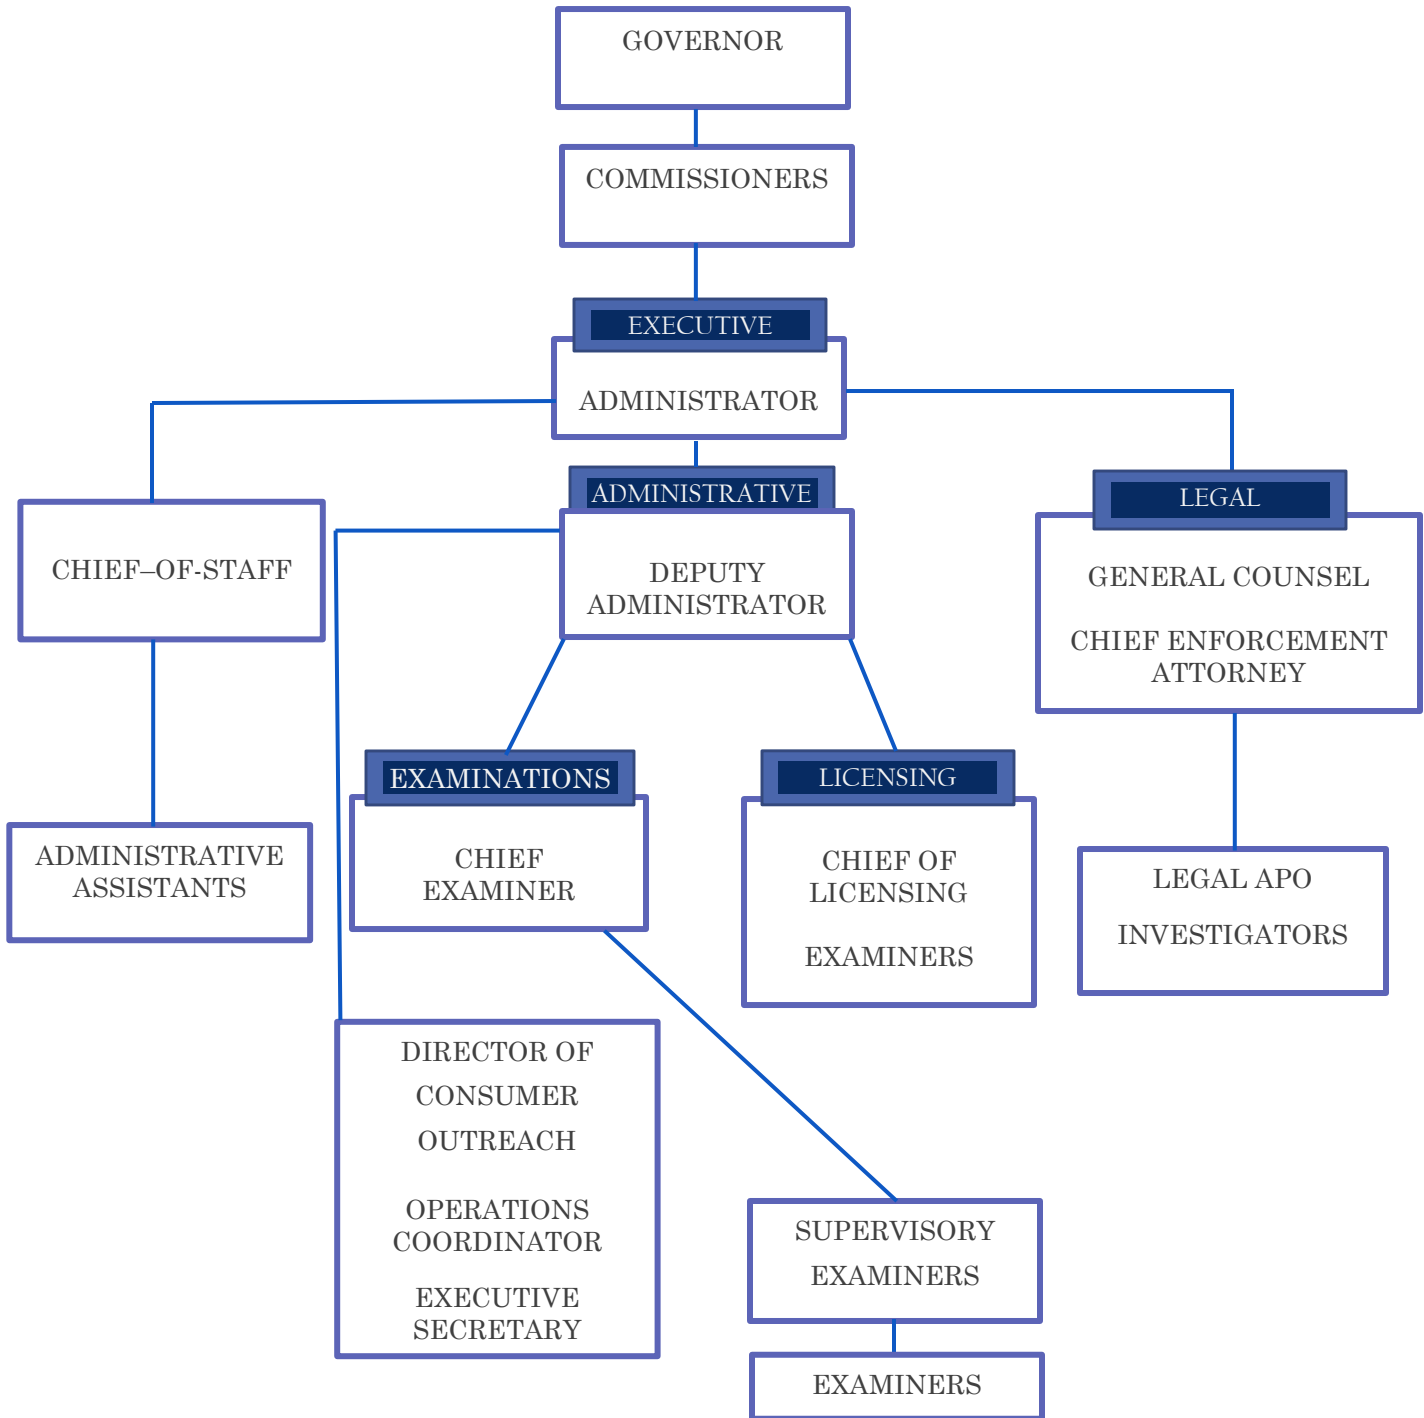 GOVERNOR
COMMISSIONERS
EXECUTIVE
ADMINISTRATOR
ADMINISTRATIVE
DEPUTY
ADMINISTRATOR
CHIEF–OF-STAFF
LEGAL
GENERAL COUNSEL
CHIEF ENFORCEMENT
ATTORNEY
EXAMINATIONS
CHIEF
EXAMINER
LICENSING
CHIEF OF
LICENSING
EXAMINERS
ADMINISTRATIVE
ASSISTANTS
LEGAL APO
INVESTIGATORS
DIRECTOR OF
CONSUMER
OUTREACH
OPERATIONS
COORDINATOR
EXECUTIVE
SECRETARY
SUPERVISORY
EXAMINERS
EXAMINERS